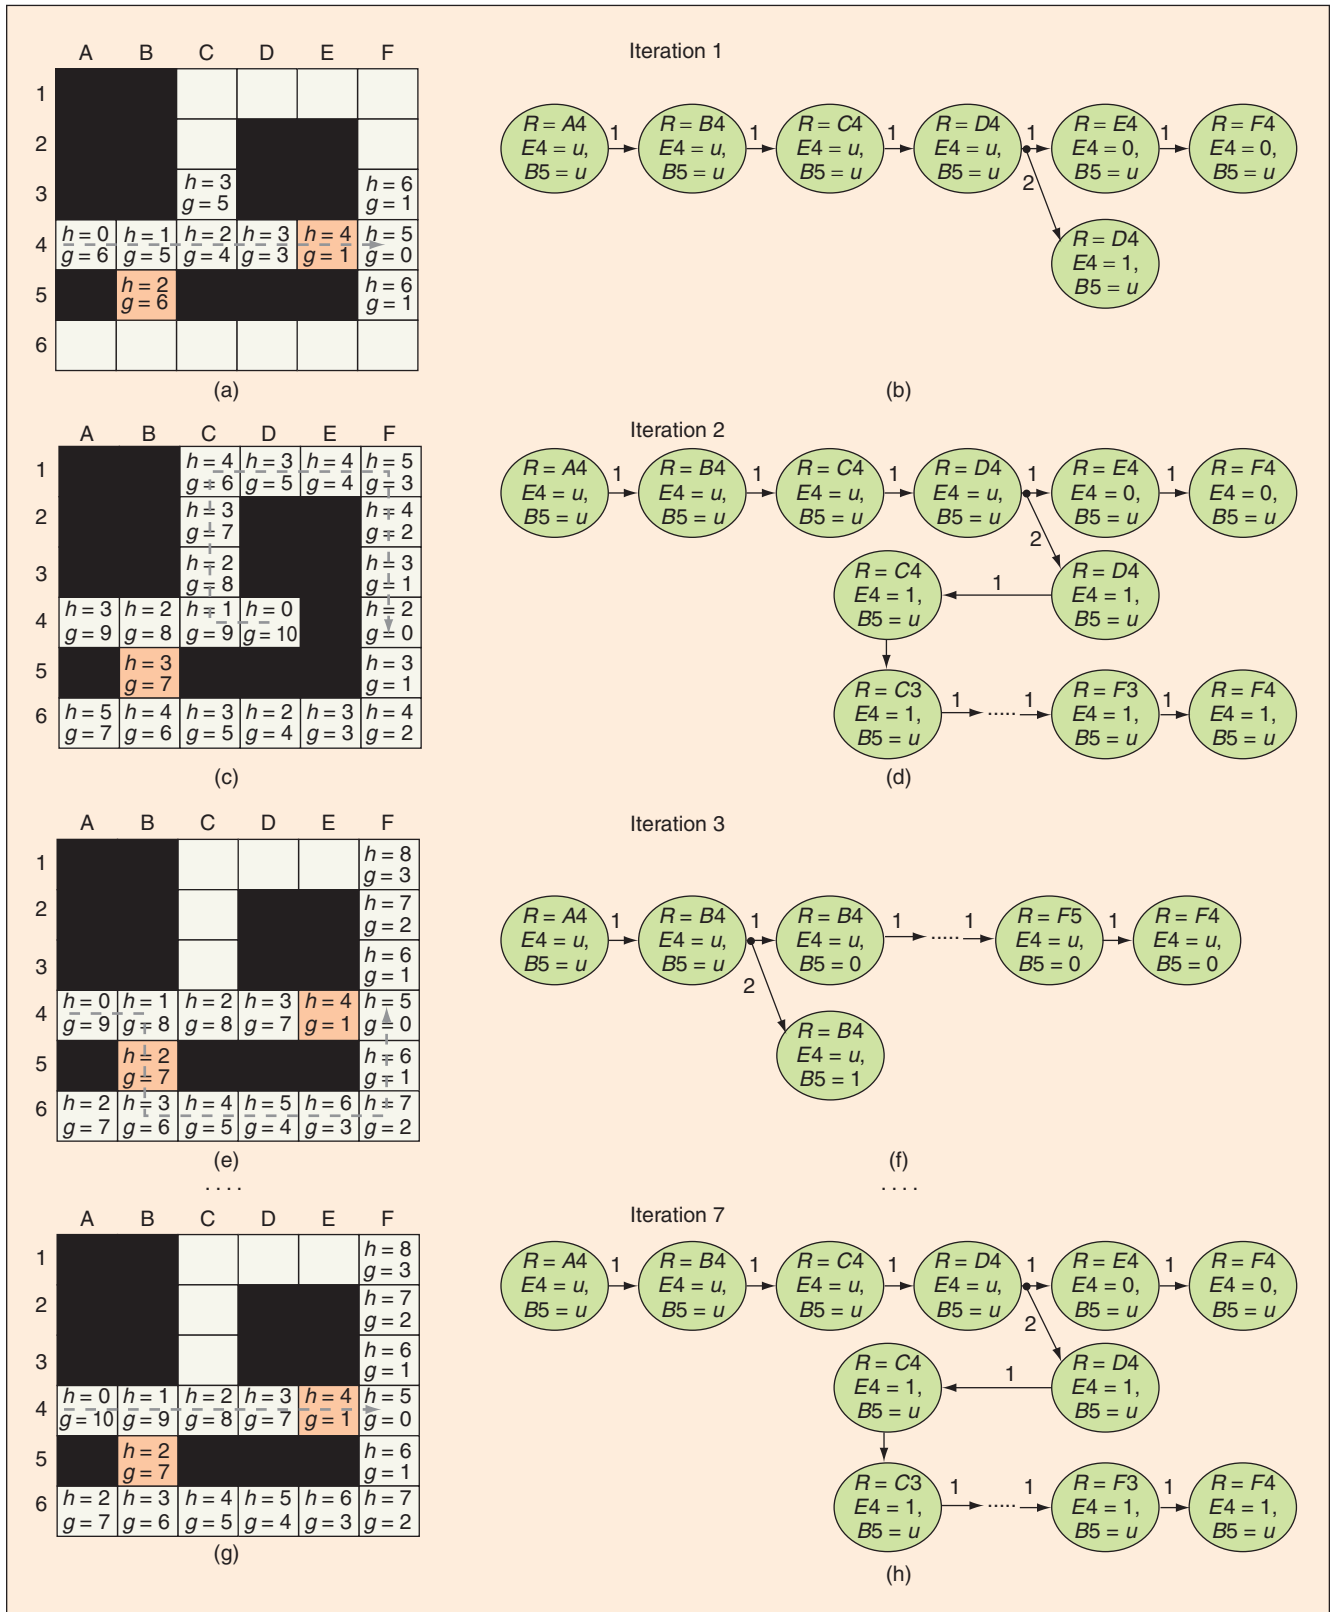 A B C D E F
Iteration 1
1
2
3
4
5
6
h = 3
g = 5
h = 6
g = 1
h = 0
g = 6
h = 1
g = 5
h = 2
g = 4
h = 3
g = 3
h = 4
g = 1
h = 5
g = 0
h = 2
g = 6
h = 6
g = 1
(a)
R = A4
E4 = u,
B5 = u
1
R = B4
E4 = u,
B5 = u
1
R = C4
E4 = u,
B5 = u
1
R = D4
E4 = u,
B5 = u
1
R = E4
E4 = 0,
B5 = u
1
R = F4
E4 = 0,
B5 = u
2
R = D4
E4 = 1,
B5 = u
(b)
A B C D E F
Iteration 2
1
2
3
4
5
6
h = 4
g = 6
h = 3
g = 5
h = 4
g = 4
h = 5
g = 3
h = 3
g = 7
h = 4
g = 2
h = 2
g = 8
h = 3
g = 1
h = 3
g = 9
h = 2
g = 8
h = 1
g = 9
h = 0
g = 10
h = 2
g = 0
h = 3
g = 7
h = 3
g = 1
h = 5
g = 7
h = 4
g = 6
h = 3
g = 5
h = 2
g = 4
h = 3
g = 3
h = 4
g = 2
(c)
R = A4
E4 = u,
B5 = u
1
R = B4
E4 = u,
B5 = u
1
R = C4
E4 = u,
B5 = u
1
R = D4
E4 = u,
B5 = u
1
R = E4
E4 = 0,
B5 = u
1
R = F4
E4 = 0,
B5 = u
2
R = C4
E4 = 1,
B5 = u
1
R = D4
E4 = 1,
B5 = u
R = C3
E4 = 1,
B5 = u
1 ..... 1
R = F3
E4 = 1,
B5 = u
1
R = F4
E4 = 1,
B5 = u
(d)
A B C D E F
Iteration 3
1
2
3
4
5
6
h = 8
g = 3
h = 7
g = 2
h = 6
g = 1
h = 0
g = 9
h = 1
g = 8
h = 2
g = 8
h = 3
g = 7
h = 4
g = 1
h = 5
g = 0
h = 2
g = 7
h = 6
g = 1
h = 2
g = 7
h = 3
g = 6
h = 4
g = 5
h = 5
g = 4
h = 6
g = 3
h = 7
g = 2
(e)
R = A4
E4 = u,
B5 = u
1
R = B4
E4 = u,
B5 = u
1
R = B4
E4 = u,
B5 = 0
1 ..... 1
R = F5
E4 = u,
B5 = 0
1
R = F4
E4 = u,
B5 = 0
2
R = B4
E4 = u,
B5 = 1
(f)
. . . .
. . . .
A B C D E F
Iteration 7
1
2
3
4
5
6
h = 8
g = 3
h = 7
g = 2
h = 6
g = 1
h = 0
g = 10
h = 1
g = 9
h = 2
g = 8
h = 3
g = 7
h = 4
g = 1
h = 5
g = 0
h = 2
g = 7
h = 6
g = 1
h = 2
g = 7
h = 3
g = 6
h = 4
g = 5
h = 5
g = 4
h = 6
g = 3
h = 7
g = 2
(g)
R = A4
E4 = u,
B5 = u
1
R = B4
E4 = u,
B5 = u
1
R = C4
E4 = u,
B5 = u
1
R = D4
E4 = u,
B5 = u
1
R = E4
E4 = 0,
B5 = u
1
R = F4
E4 = 0,
B5 = u
2
R = C4
E4 = 1,
B5 = u
1
R = D4
E4 = 1,
B5 = u
R = C3
E4 = 1,
B5 = u
1 ..... 1
R = F3
E4 = 1,
B5 = u
1
R = F4
E4 = 1,
B5 = u
(h)